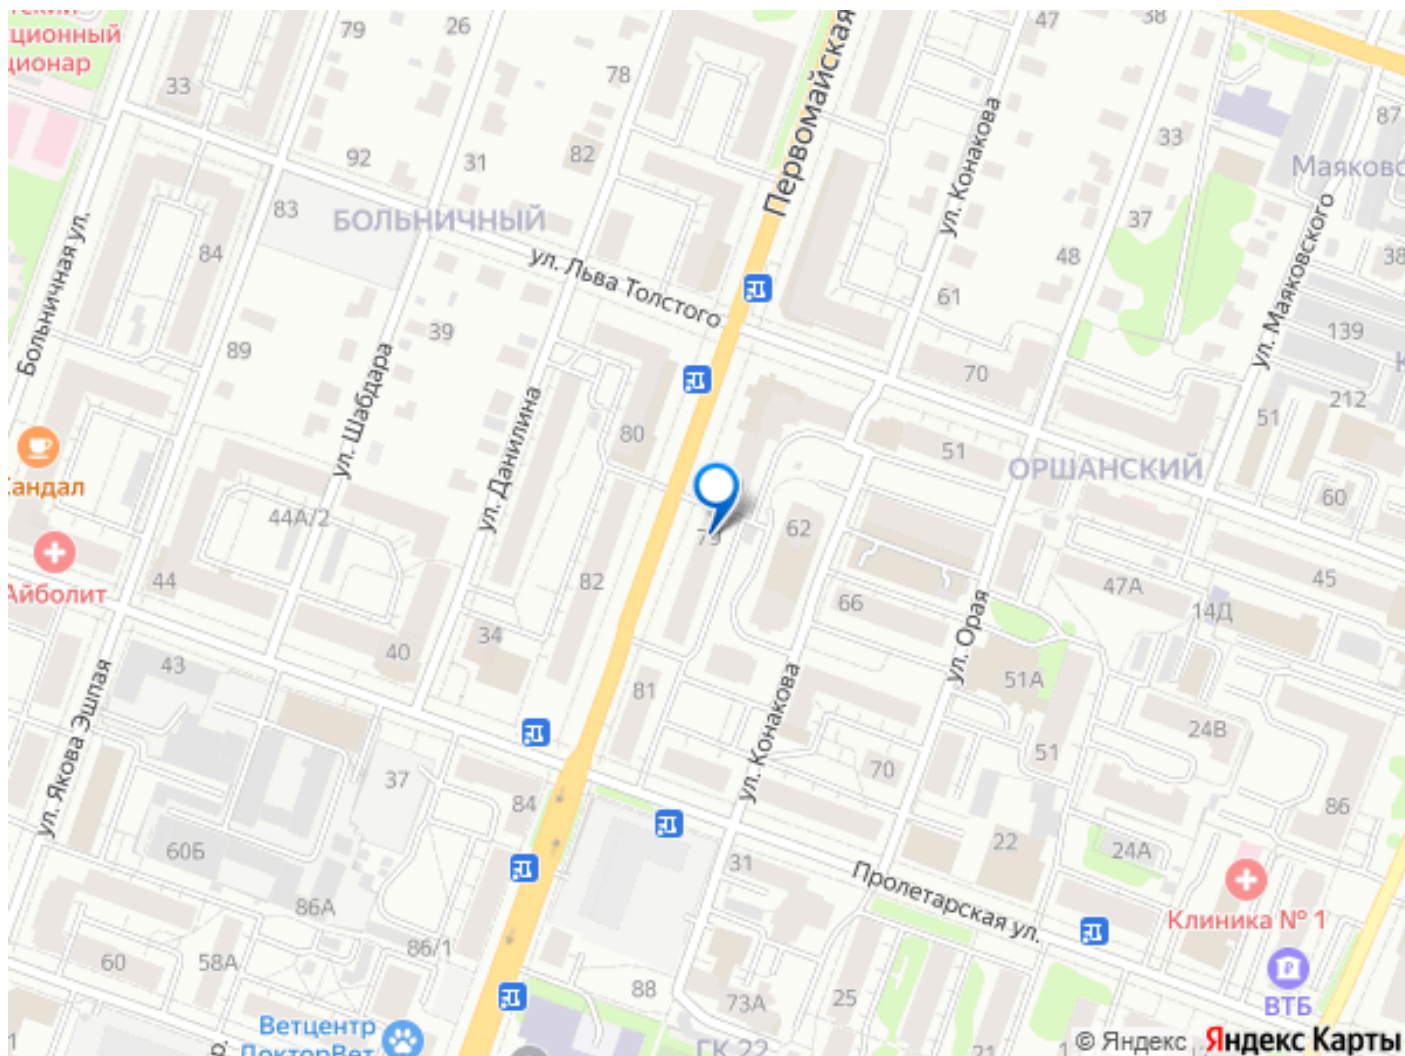 ционный
ционар
79
26
47
38
33
78
Первомайская
ул. Конакова
87
33
92
31
82
Маяковс
83
БОЛЬНИЧНЫЙ
37
Больничная ул.
84
ул. Льва Толстого
48
38
ул. Маяковского
61
39
139
89
ул. Шабдара
70
212
ул. Данилина
80
51
51
ОРШАНСКИЙ
Сандал
60
44А/2
62
Айболит
44
82
66
47А
45
14Д
34
ул. Орая
43
40
51А
81
ул. Якова Эшпая
ул. Конакова
24В
51
37
70
84
86
60Б
22
24А
31
Пролетарская ул.
86А
Клиника № 1
86/1
60
58А
88
73А
25
ВТБ
Ветцентр
ДокторВет
ГК 22
21
© Яндекс Яндекс Карты